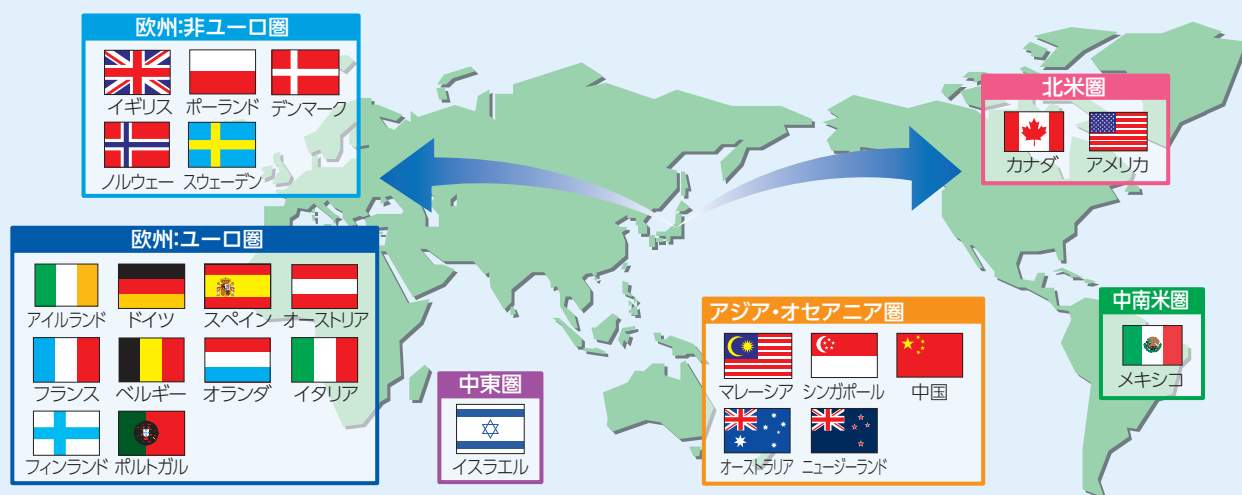 欧州:非ユーロ圏
イギリス ポーランド デンマーク
ノルウェー スウェーデン
欧州:ユーロ圏
アイルランド ドイツ スペイン オーストリア
フランス ベルギー オランダ イタリア
フィンランド ポルトガル
中東圏
イスラエル
アジア・オセアニア圏
マレーシア シンガポール 中国
オーストラリア ニュージーランド
北米圏
カナダ アメリカ
中南米圏
メキシコ